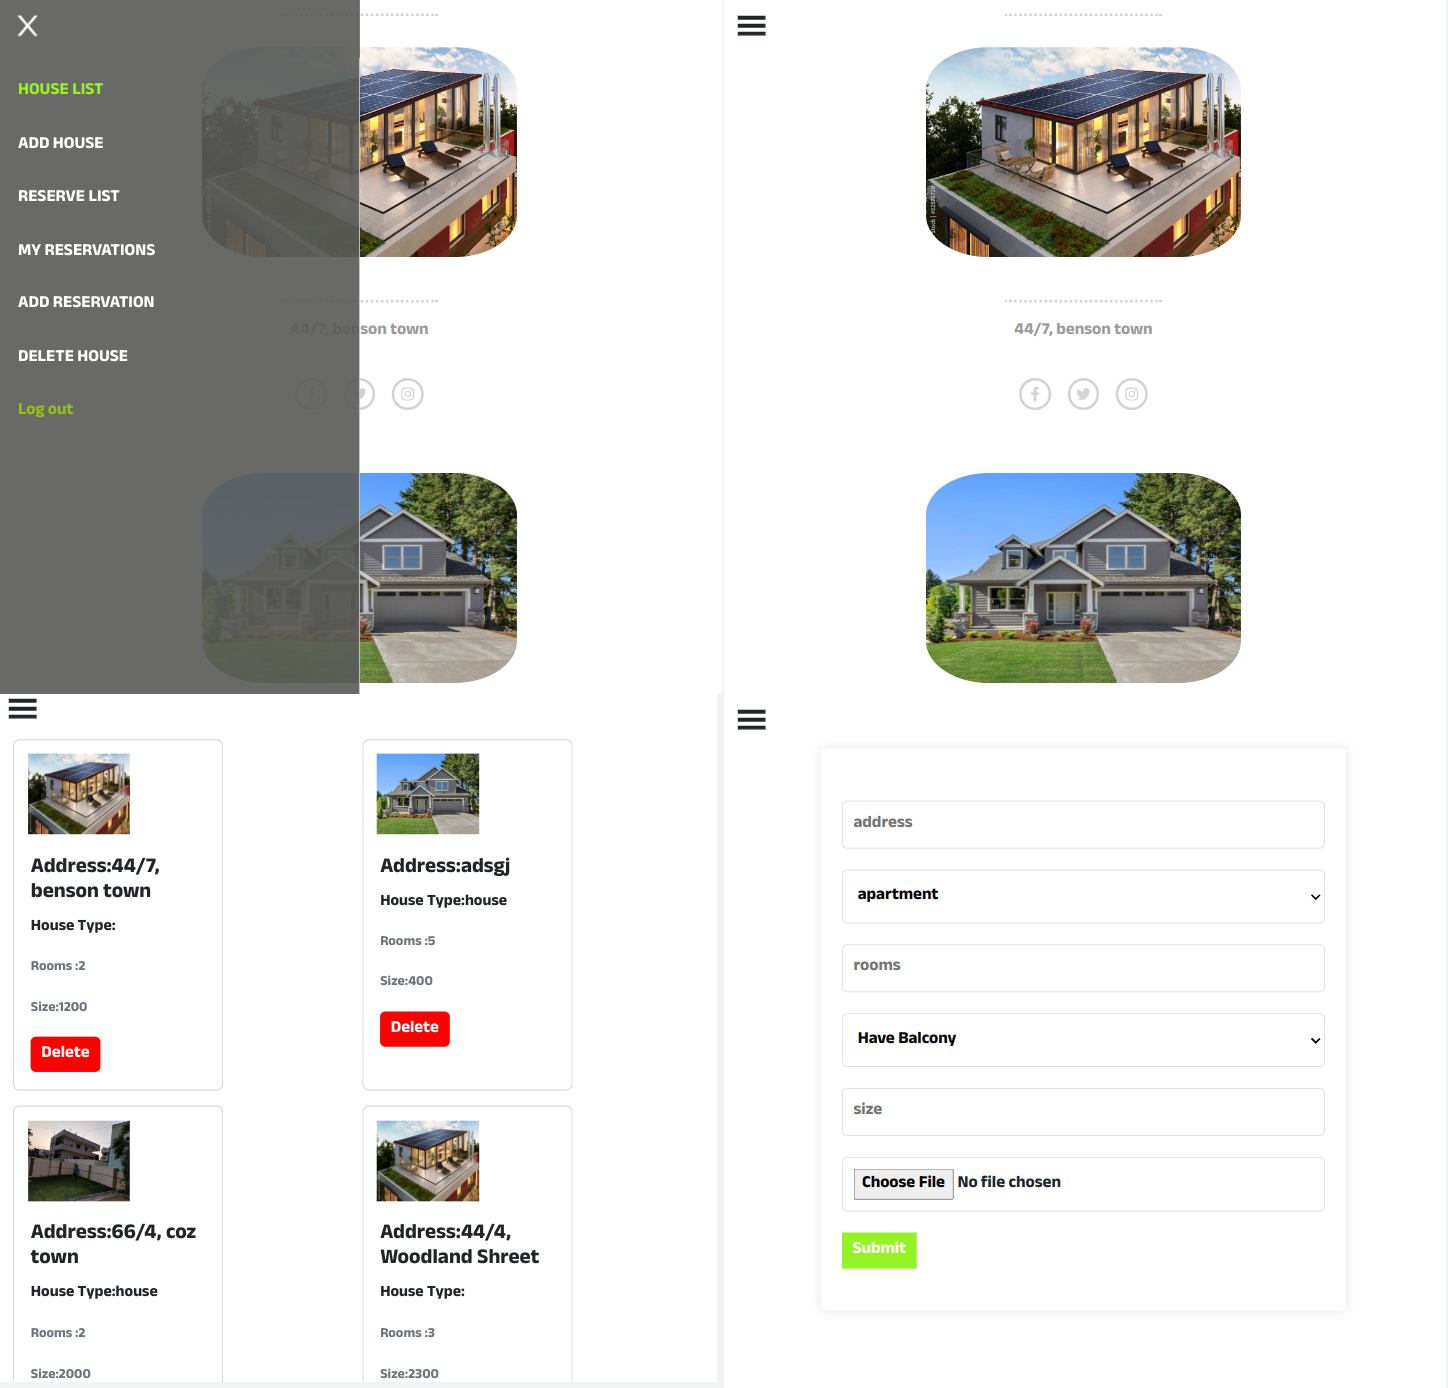 X
HOUSE LIST
ADD HOUSE
RESERVE LIST
MY RESERVATIONS
ADD RESERVATION
DELETE HOUSE
Log out
44/7, benson town
44/7, benson town
Address:44/7,
benson town
House Type:
Rooms :2
Size:1200
Delete
Address:adsgj
House Type:house
Rooms :5
Size:400
Delete
Address:66/4, coz
town
House Type:house
Rooms :2
Size:2000
Address:44/4,
Woodland Shreet
House Type:
Rooms :3
Size:2300
address
apartment
rooms
Have Balcony
size
Choose File No file chosen
Submit